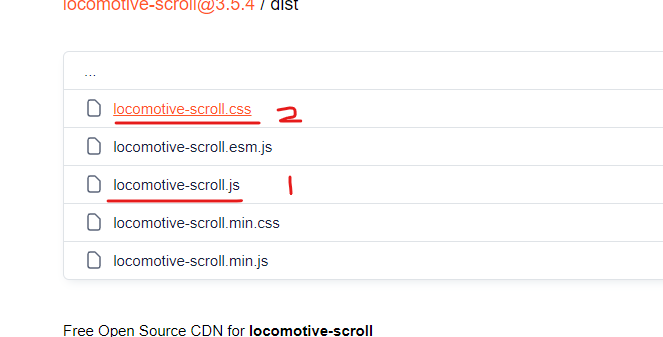 locomotive-scroll@3.5.4 / dist
...
locomotive-scroll.css 2
locomotive-scroll.esm.js
locomotive-scroll.js 1
locomotive-scroll.min.css
locomotive-scroll.min.js
Free Open Source CDN for locomotive-scroll